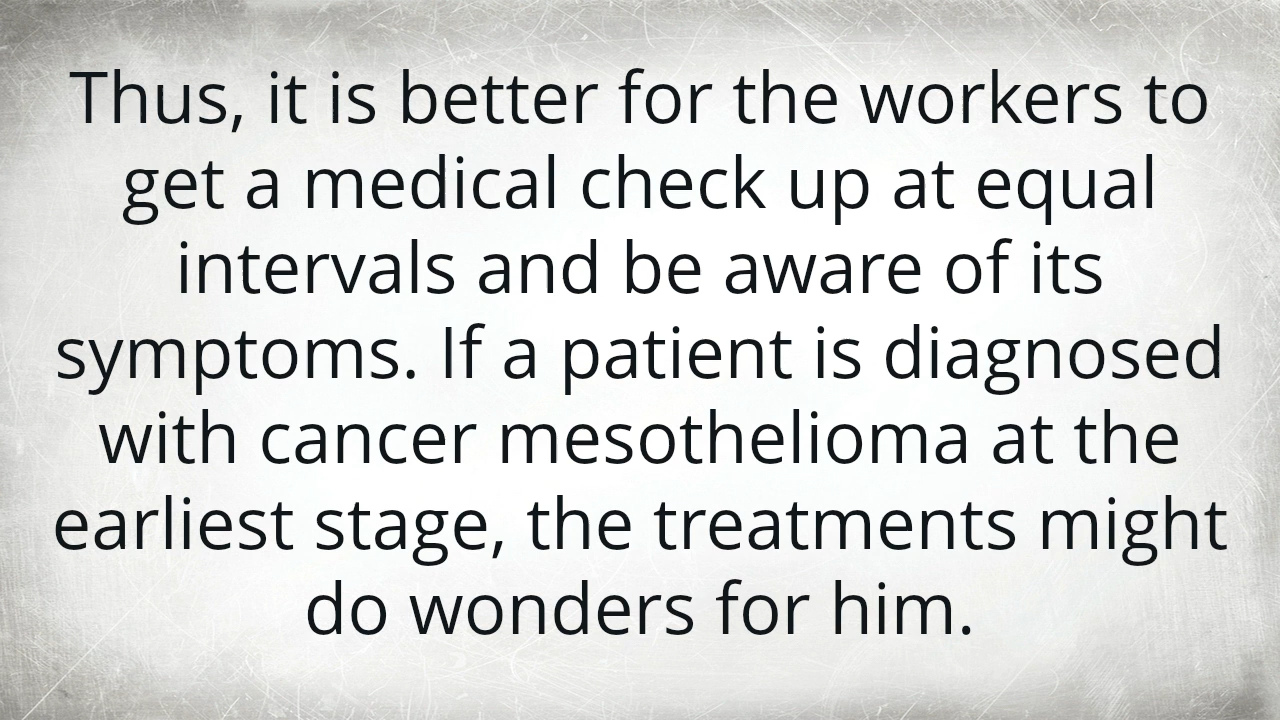 Thus, it is better for the workers to
get a medical check up at equal
intervals and be aware of its
symptoms. If a patient is diagnosed
with cancer mesothelioma at the
earliest stage, the treatments might
do wonders for him.